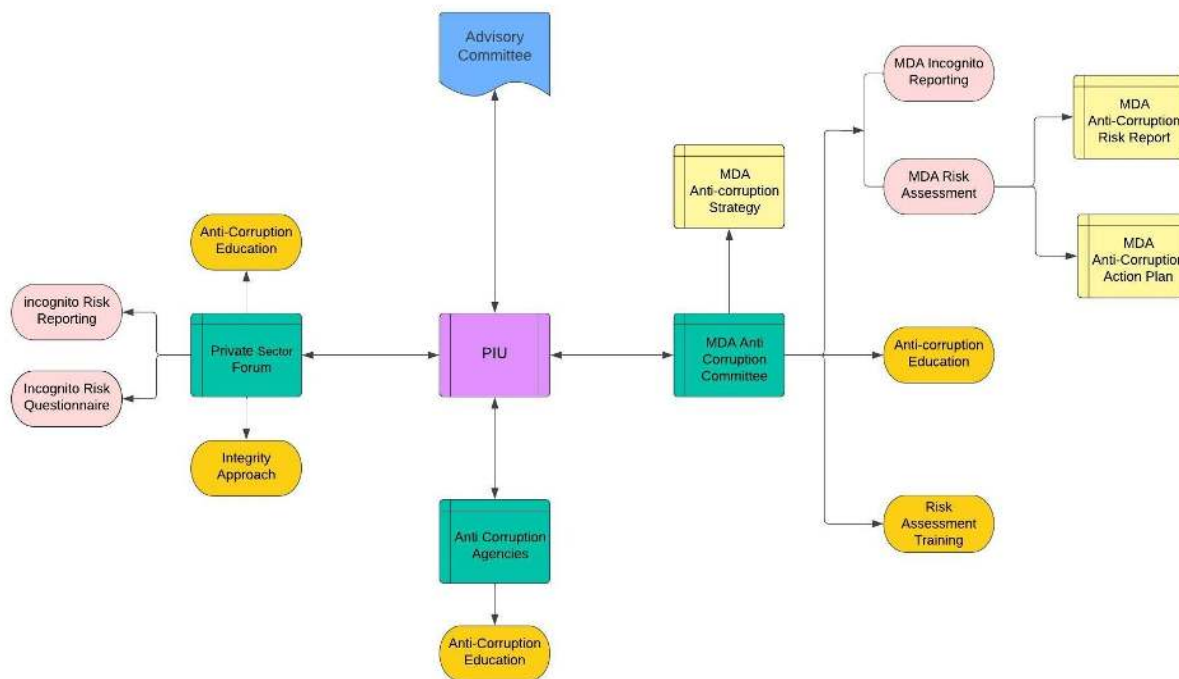 Advisory
Committee
MDA Incognito
Reporting
MDA
Anti-Corruption
Risk Report
MDA
Anti-corruption
Strategy
MDA Risk
Assessment
Anti-Corruption
Education
MDA
Anti-Corruption
Action Plan
incognito Risk
Reporting
Private Sector
Forum
PIU
MDA Anti
Corruption
Committee
Anti-corruption
Education
Incognito Risk
Questionnaire
Integrity
Approach
Anti Corruption
Agencies
Risk
Assessment
Training
Anti-Corruption
Education